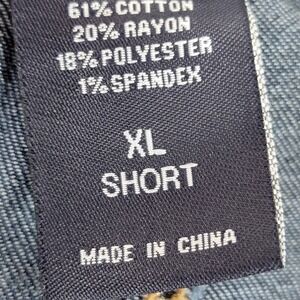 61% COTTON
20% RAYON
18% POLYESTER
1% SPANDEX
XL
SHORT
MADE IN CHINA